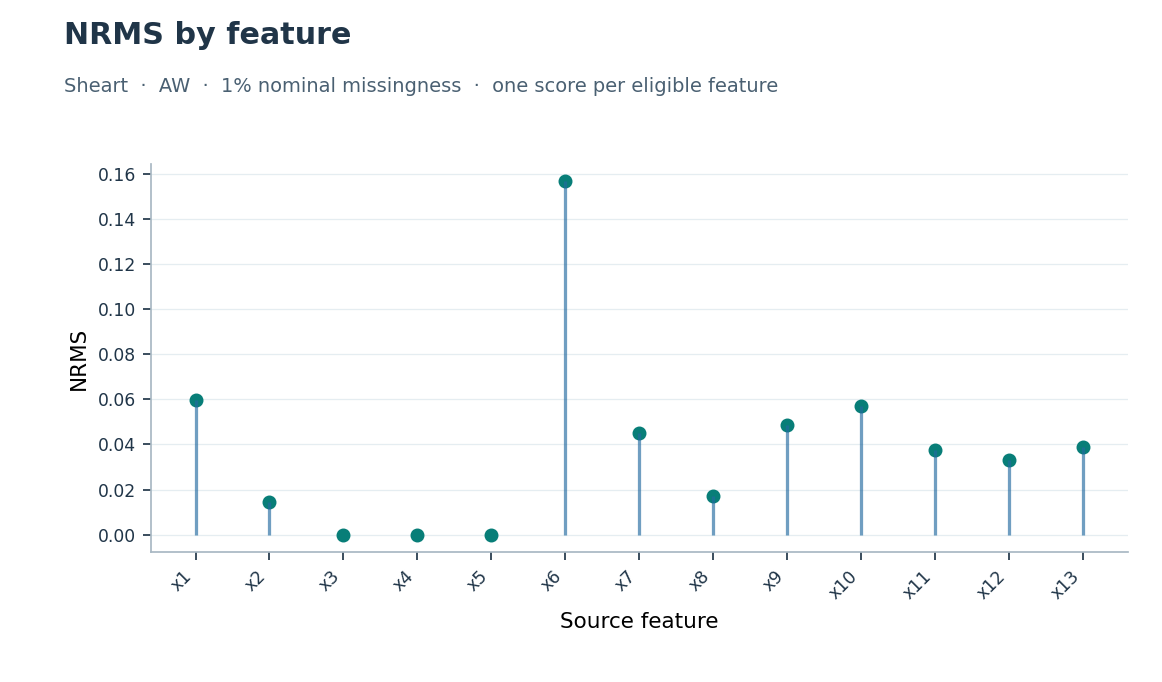 NRMS by feature
Sheart · AW · 1% nominal missingness · one score per eligible feature
NRMS
0.16
0.14
0.12
0.10
0.08
0.06
0.04
0.02
0.00
x1
x2
x3
x4
x5
x6
x7
x8
x9
x10
x11
x12
x13
Source feature